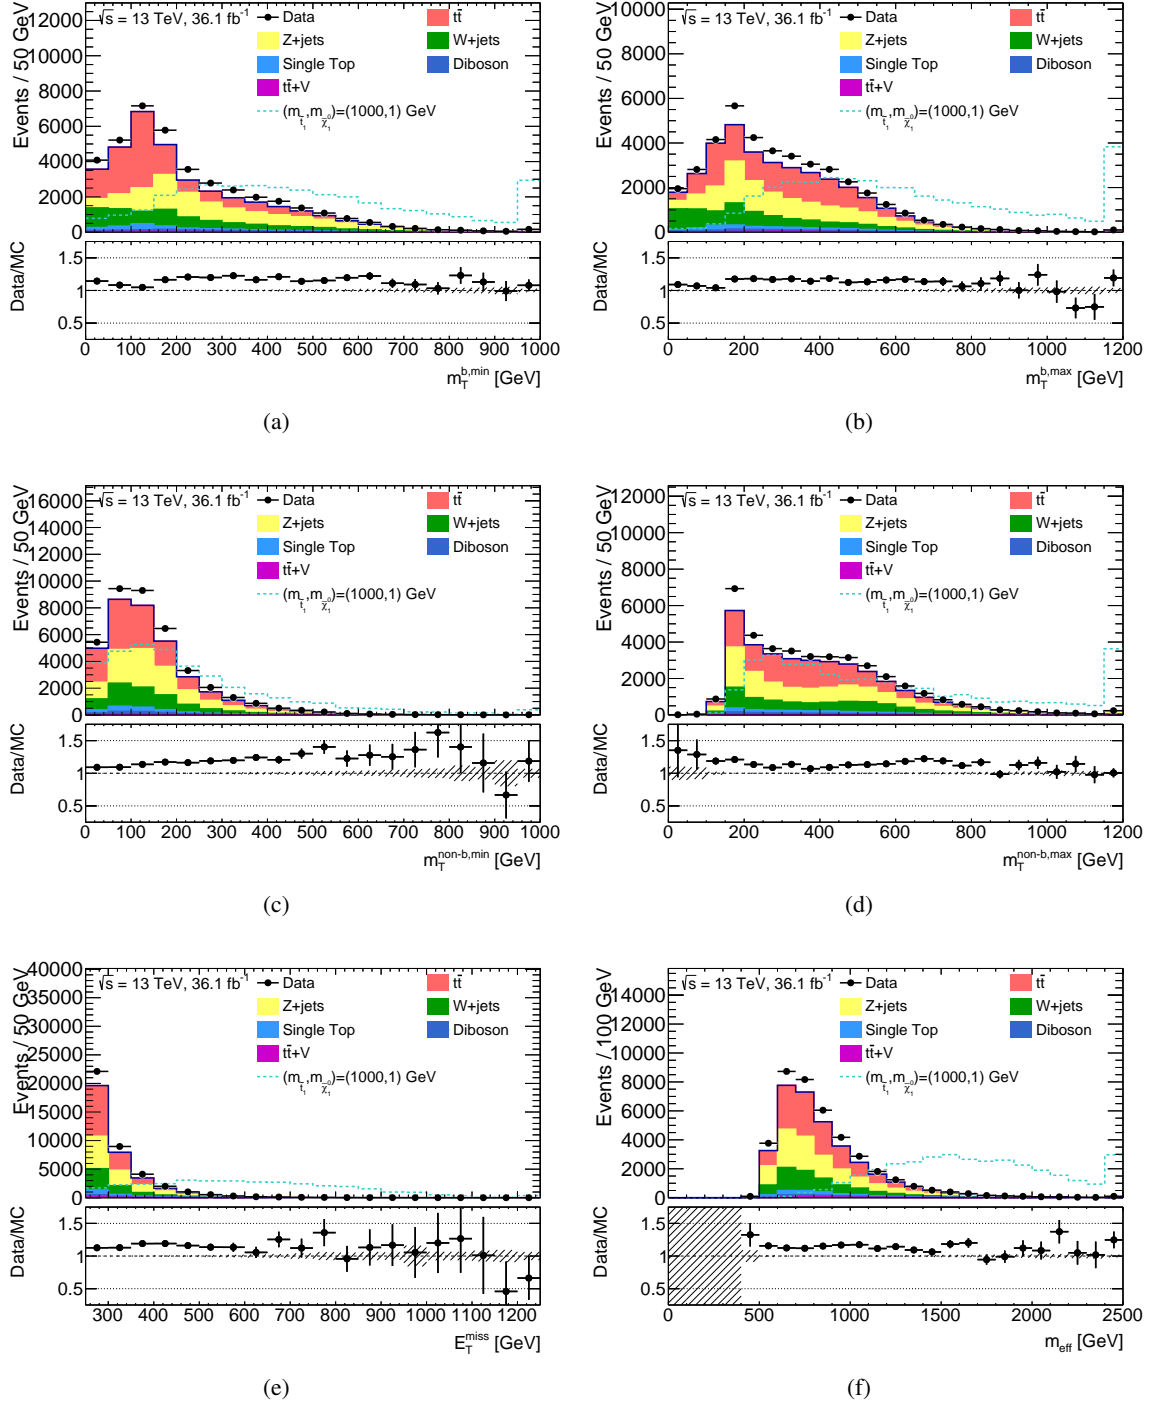 √s = 13 TeV, 36.1 fb⁻¹
Data
tt̄
Z+jets
W+jets
Single Top
Diboson
tt̄+V
(m_t̃₁,m_χ̃₁⁰)=(1000,1) GeV
Events / 50 GeV
12000
10000
8000
6000
4000
2000
0
Data/MC
1.5
1
0.5
0 100 200 300 400 500 600 700 800 900 1000
m_T^b,min [GeV]
(a)
√s = 13 TeV, 36.1 fb⁻¹
Data
tt̄
Z+jets
W+jets
Single Top
Diboson
tt̄+V
(m_t̃₁,m_χ̃₁⁰)=(1000,1) GeV
Events / 50 GeV
10000
8000
6000
4000
2000
0
Data/MC
1.5
1
0.5
0 200 400 600 800 1000 1200
m_T^b,max [GeV]
(b)
√s = 13 TeV, 36.1 fb⁻¹
Data
tt̄
Z+jets
W+jets
Single Top
Diboson
tt̄+V
(m_t̃₁,m_χ̃₁⁰)=(1000,1) GeV
Events / 50 GeV
16000
14000
12000
10000
8000
6000
4000
2000
0
Data/MC
1.5
1
0.5
0 100 200 300 400 500 600 700 800 900 1000
m_T^non-b,min [GeV]
(c)
√s = 13 TeV, 36.1 fb⁻¹
Data
tt̄
Z+jets
W+jets
Single Top
Diboson
tt̄+V
(m_t̃₁,m_χ̃₁⁰)=(1000,1) GeV
Events / 50 GeV
12000
10000
8000
6000
4000
2000
0
Data/MC
1.5
1
0.5
0 200 400 600 800 1000 1200
m_T^non-b,max [GeV]
(d)
√s = 13 TeV, 36.1 fb⁻¹
Data
tt̄
Z+jets
W+jets
Single Top
Diboson
tt̄+V
(m_t̃₁,m_χ̃₁⁰)=(1000,1) GeV
Events / 50 GeV
40000
35000
30000
25000
20000
15000
10000
5000
0
Data/MC
1.5
1
0.5
300 400 500 600 700 800 900 1000 1100 1200
E_T^miss [GeV]
(e)
√s = 13 TeV, 36.1 fb⁻¹
Data
tt̄
Z+jets
W+jets
Single Top
Diboson
tt̄+V
(m_t̃₁,m_χ̃₁⁰)=(1000,1) GeV
Events / 100 GeV
14000
12000
10000
8000
6000
4000
2000
0
Data/MC
1.5
1
0.5
0 500 1000 1500 2000 2500
m_eff [GeV]
(f)